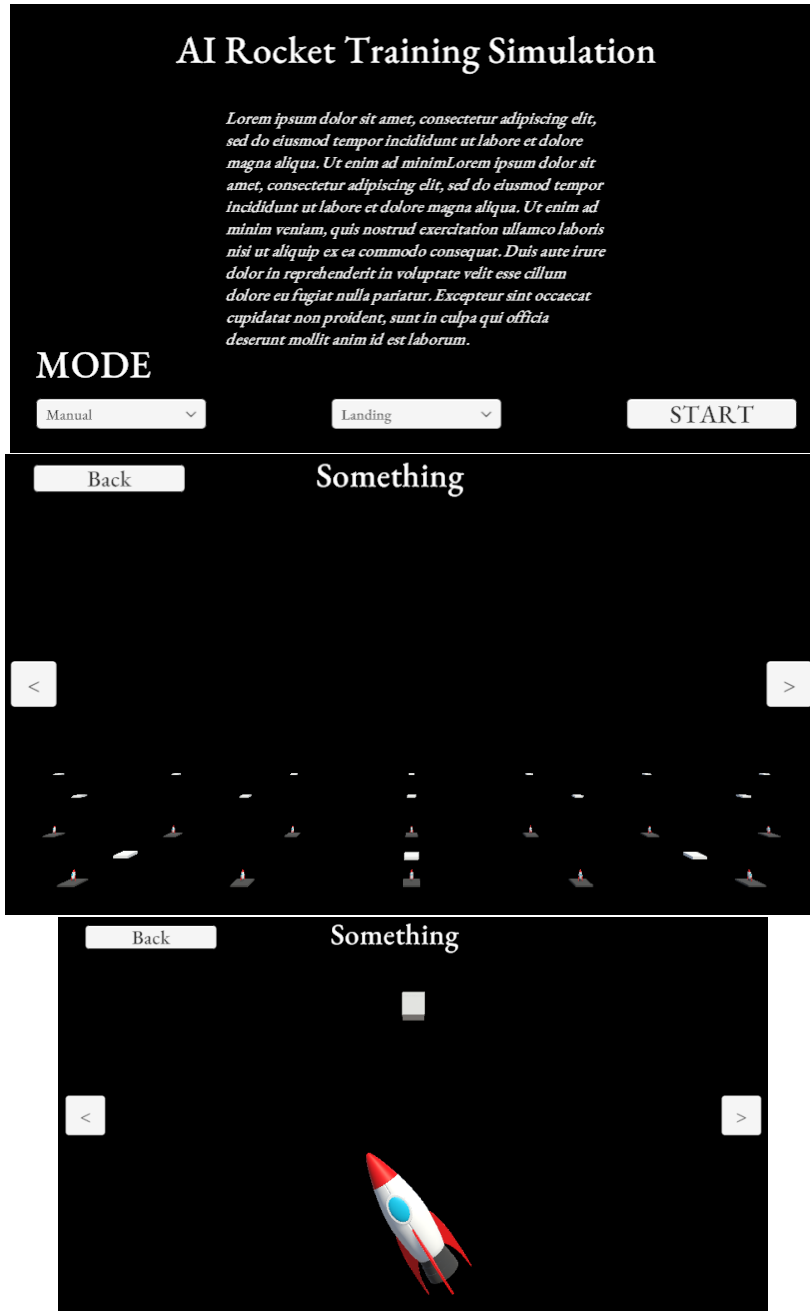 AI Rocket Training Simulation
Lorem ipsum dolor sit amet, consectetur adipiscing elit,
sed do eiusmod tempor incididunt ut labore et dolore
magna aliqua. Ut enim ad minimLorem ipsum dolor sit
amet, consectetur adipiscing elit, sed do eiusmod tempor
incididunt ut labore et dolore magna aliqua. Ut enim ad
minim veniam, quis nostrud exercitation ullamco laboris
nisi ut aliquip ex ea commodo consequat. Duis aute irure
dolor in reprehenderit in voluptate velit esse cillum
dolore eu fugiat nulla pariatur. Excepteur sint occaecat
cupidatat non proident, sunt in culpa qui officia
deserunt mollit anim id est laborum.
MODE
Manual
Landing
START
Back
Something
<
>
Back
Something
<
>